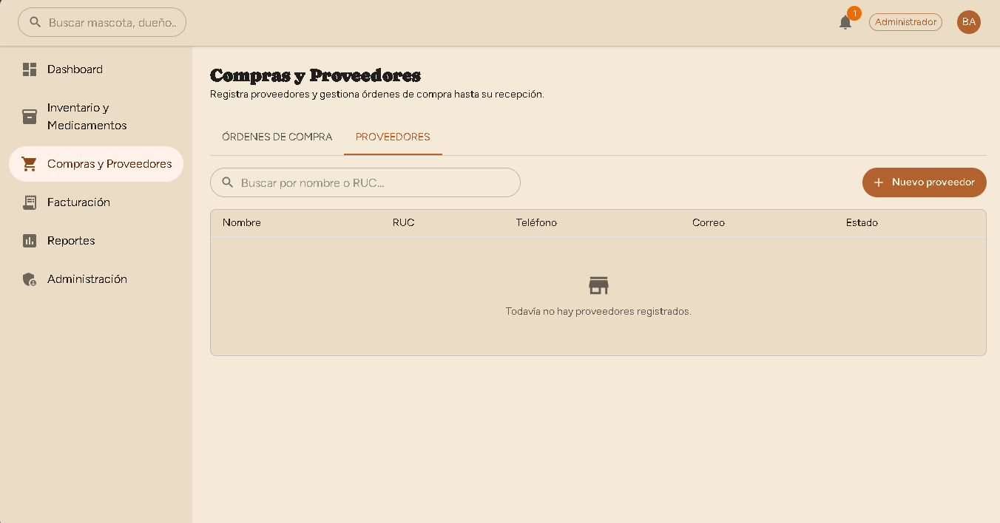 Buscar mascota, dueño..
1
Administrador
BA
Dashboard
Inventario y
Medicamentos
Compras y Proveedores
Facturación
Reportes
Administración
Compras y Proveedores
Registra proveedores y gestiona órdenes de compra hasta su recepción.
ÓRDENES DE COMPRA
PROVEEDORES
Buscar por nombre o RUC...
+ Nuevo proveedor
Nombre RUC Teléfono Correo Estado
Todavía no hay proveedores registrados.